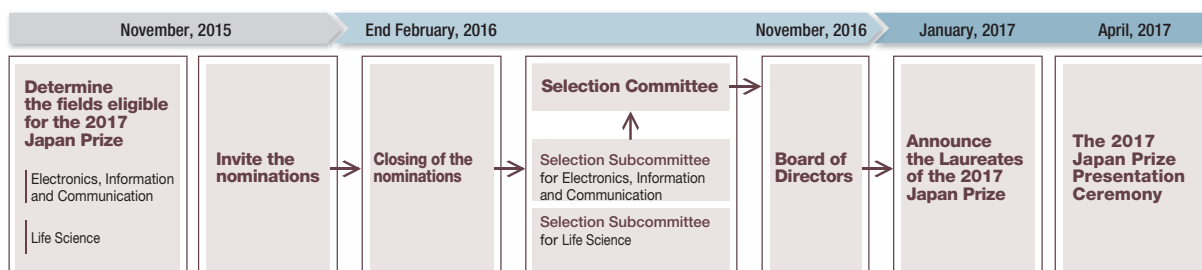 November, 2015
End February, 2016
November, 2016
January, 2017
April, 2017
Determine
the fields eligible
for the 2017
Japan Prize
Electronics, Information
and Communication
Life Science
Invite the
nominations
Closing of the
nominations
Selection Committee
Selection Subcommittee
for Electronics, Information
and Communication
Selection Subcommittee
for Life Science
Board of
Directors
Announce
the Laureates
of the 2017
Japan Prize
The 2017
Japan Prize
Presentation
Ceremony